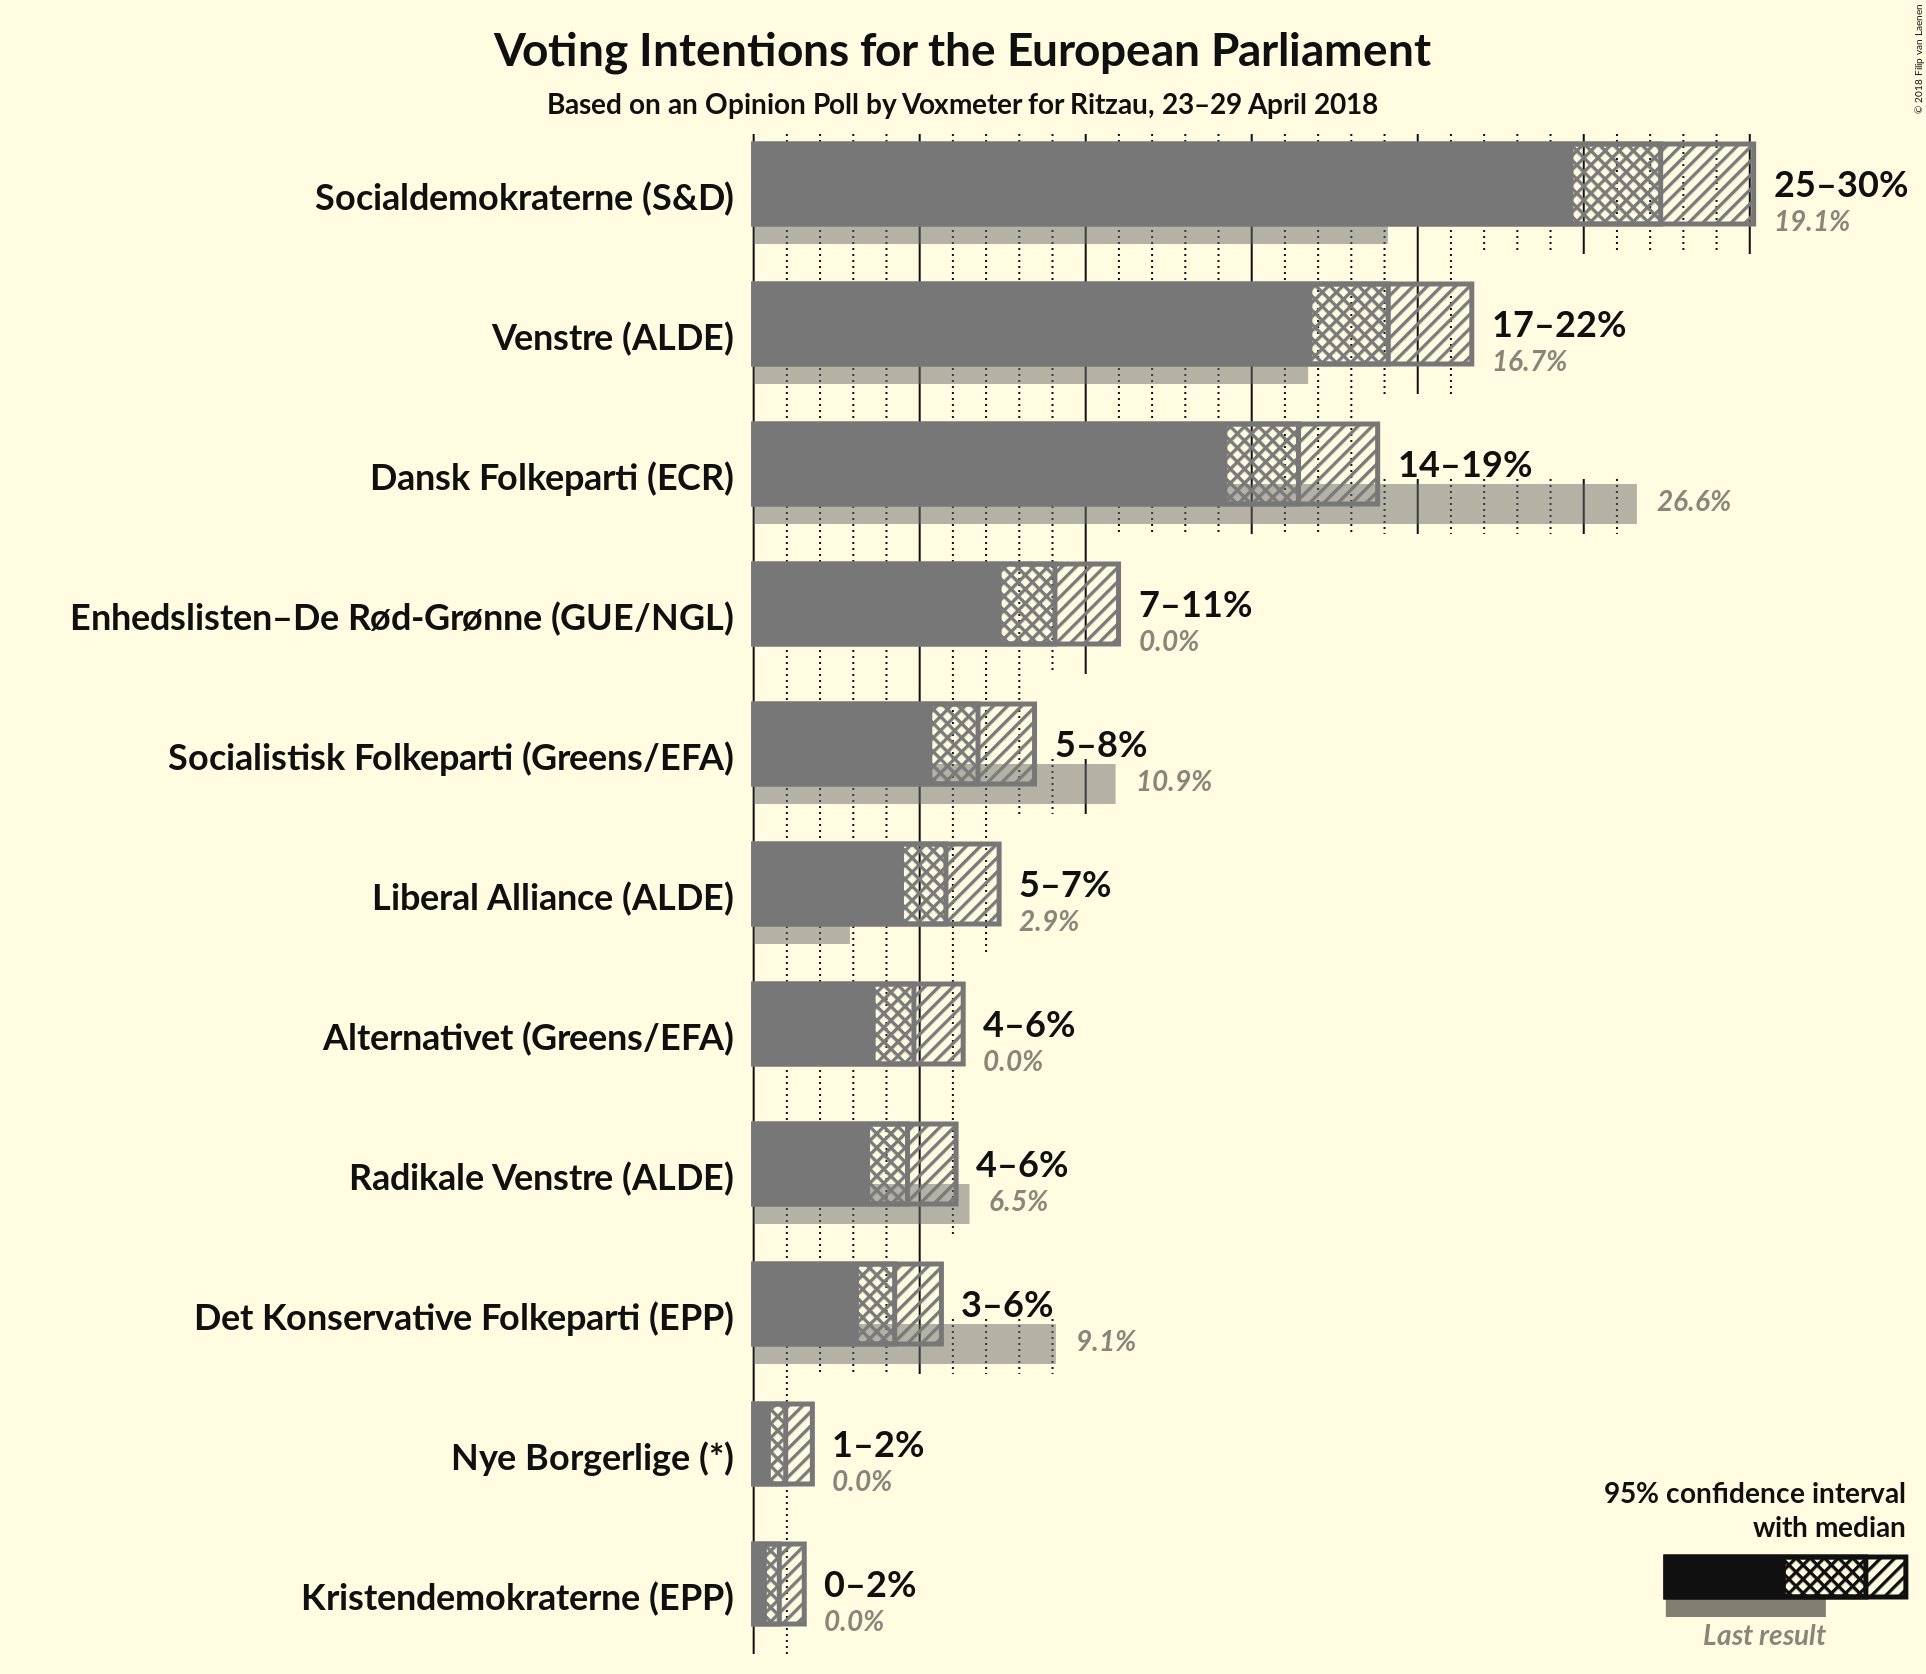 Voting Intentions for the European Parliament
Based on an Opinion Poll by Voxmeter for Ritzau, 23–29 April 2018
© 2018 Filip van Laenen
Socialdemokraterne (S&D)
25–30%
19.1%
Venstre (ALDE)
17–22%
16.7%
Dansk Folkeparti (ECR)
14–19%
26.6%
Enhedslisten–De Rød-Grønne (GUE/NGL)
7–11%
0.0%
Socialistisk Folkeparti (Greens/EFA)
5–8%
10.9%
Liberal Alliance (ALDE)
5–7%
2.9%
Alternativet (Greens/EFA)
4–6%
0.0%
Radikale Venstre (ALDE)
4–6%
6.5%
Det Konservative Folkeparti (EPP)
3–6%
9.1%
Nye Borgerlige (*)
1–2%
0.0%
Kristendemokraterne (EPP)
0–2%
0.0%
95% confidence interval
with median
Last result